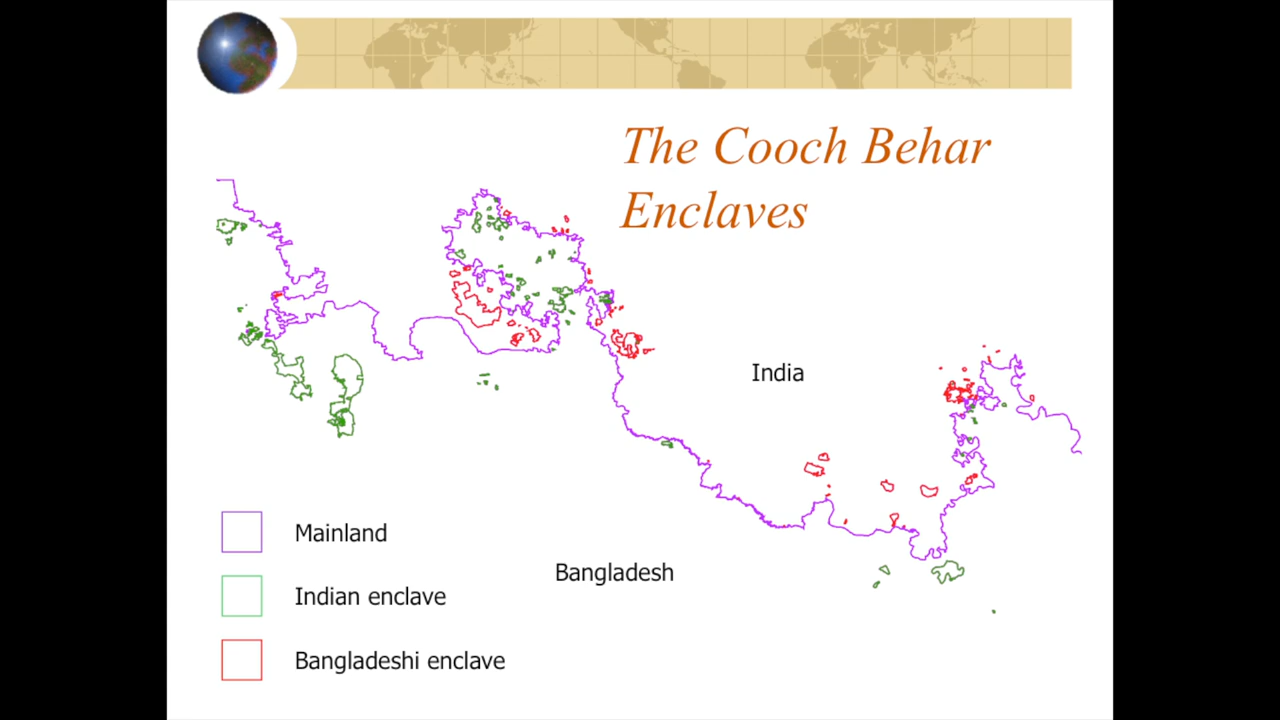 The Cooch Behar
Enclaves
India
Mainland
Bangladesh
Indian enclave
Bangladeshi enclave